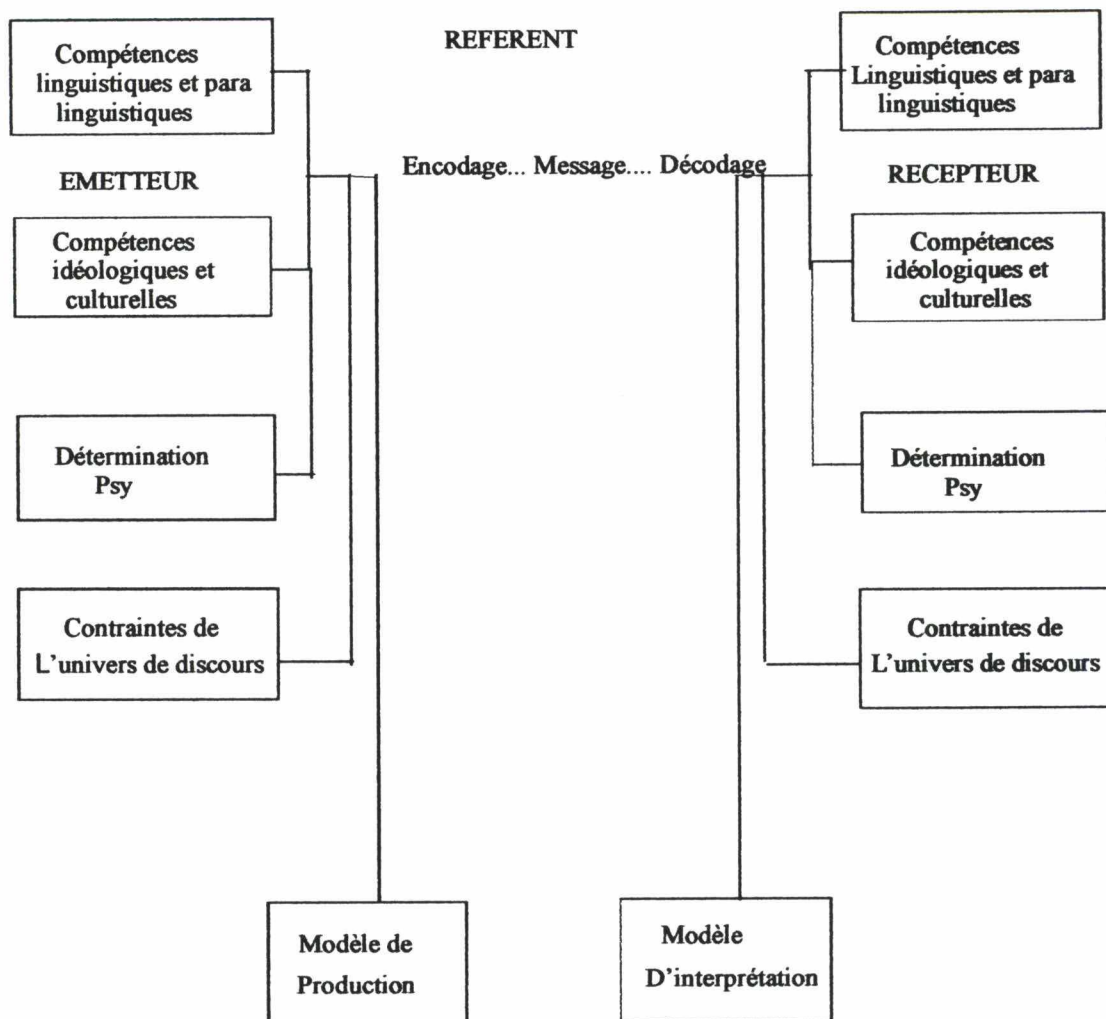 REFERENT
Compétences
linguistiques et para
linguistiques
EMETTEUR
Compétences
idéologiques et
culturelles
Détermination
Psy
Contraintes de
L'univers de discours
Modèle de
Production
Encodage... Message.... Décodage
Compétences
Linguistiques et para
linguistiques
RECEPTEUR
Compétences
idéologiques et
culturelles
Détermination
Psy
Contraintes de
L'univers de discours
Modèle
D'interprétation